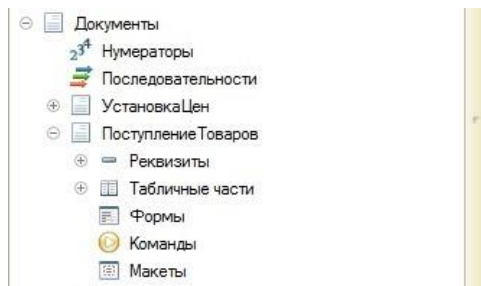 Документы
Нумераторы
Последовательности
УстановкаЦен
ПоступлениеТоваров
Реквизиты
Табличные части
Формы
Команды
Макеты